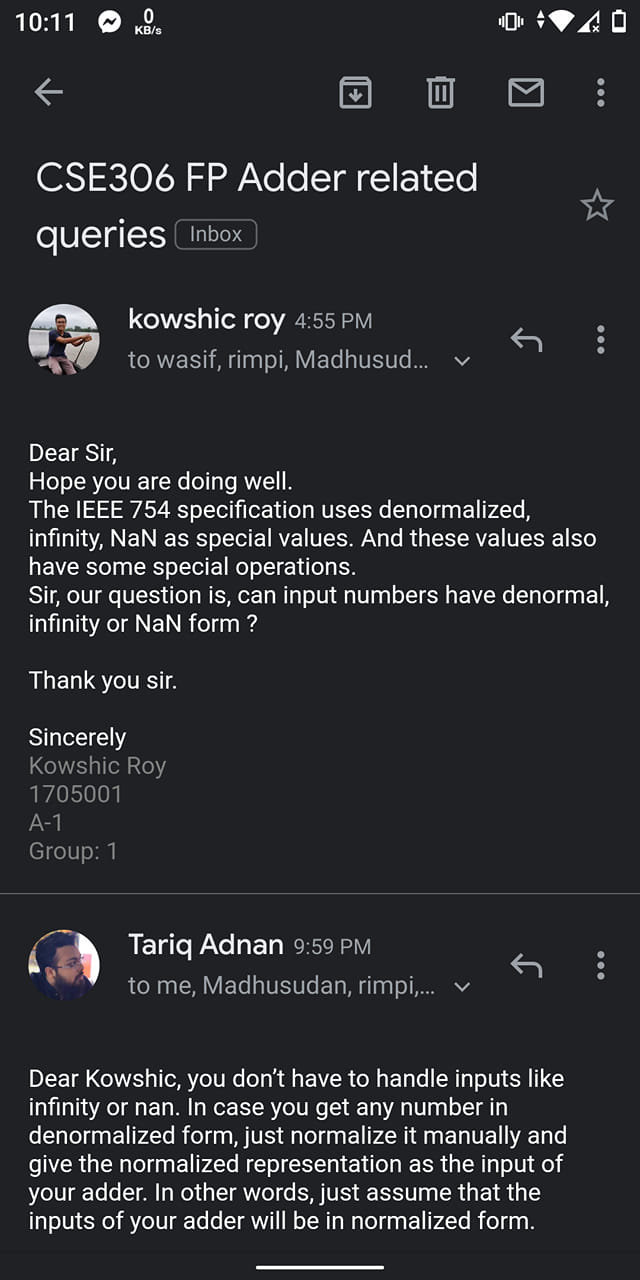 10:11 0 KB/s
CSE306 FP Adder related
queries Inbox
kowshic roy 4:55 PM
to wasif, rimpi, Madhusud...
Dear Sir,
Hope you are doing well.
The IEEE 754 specification uses denormalized,
infinity, NaN as special values. And these values also
have some special operations.
Sir, our question is, can input numbers have denormal,
infinity or NaN form ?
Thank you sir.
Sincerely
Kowshic Roy
1705001
A-1
Group: 1
Tariq Adnan 9:59 PM
to me, Madhusudan, rimpi,...
Dear Kowshic, you don’t have to handle inputs like
infinity or nan. In case you get any number in
denormalized form, just normalize it manually and
give the normalized representation as the input of
your adder. In other words, just assume that the
inputs of your adder will be in normalized form.